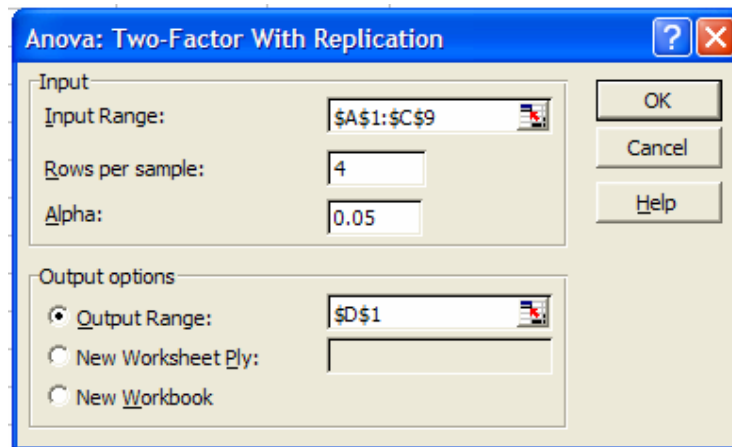 Anova: Two-Factor With Replication
Input
Input Range: $A$1:$C$9
Rows per sample: 4
Alpha: 0.05
OK
Cancel
Help
Output options
Output Range: $D$1
New Worksheet Ply:
New Workbook